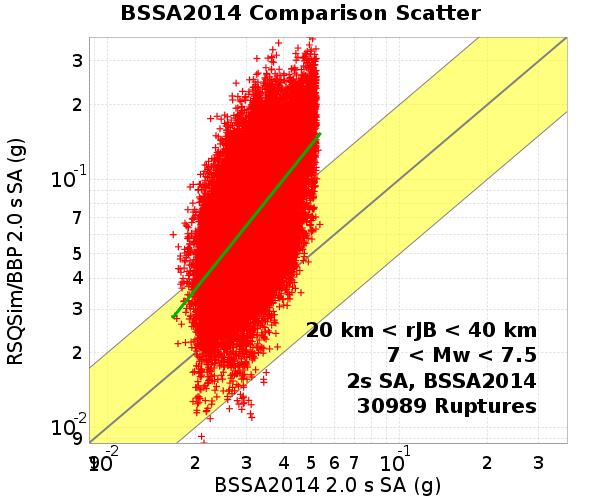 BSSA2014 Comparison Scatter
RSQSim/BBP 2.0 s SA (g)
3
2
10^-1
7
5
4
3
2
10^-2
9
20 km < rJB < 40 km
7 < Mw < 7.5
2s SA, BSSA2014
30989 Ruptures
9 10^-2 2 3 4 5 6 7 10^-1 2 3
BSSA2014 2.0 s SA (g)